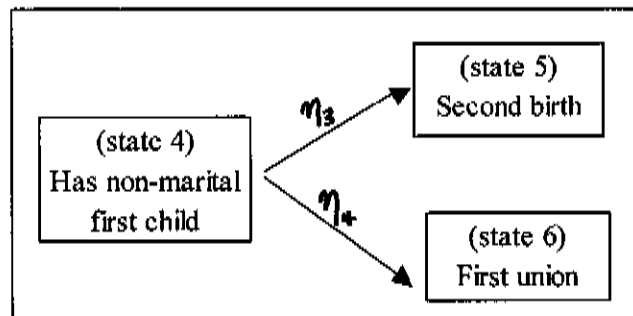 (state 5)
Second birth
η₃
(state 4)
Has non-marital
first child
η₄
(state 6)
First union